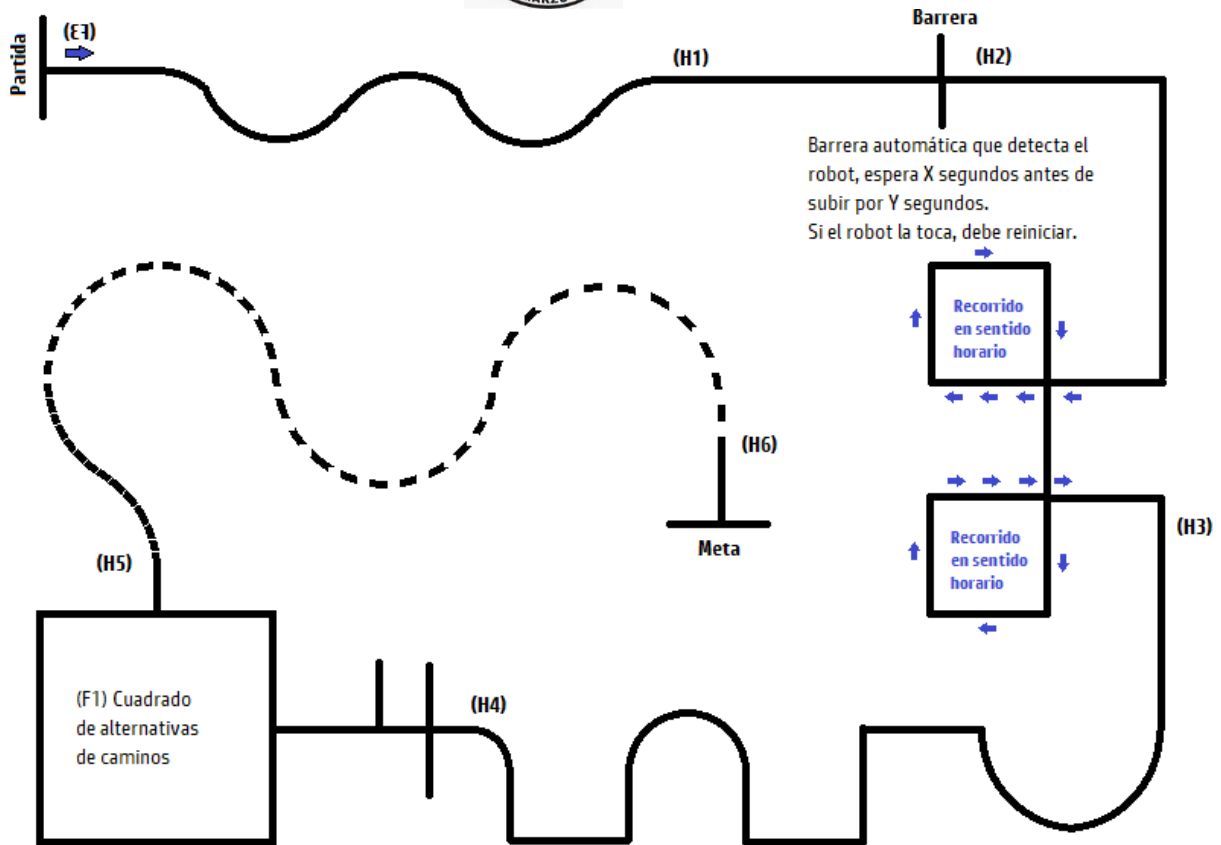 MARZO
Partida
(E7)
(H1)
Barrera
(H2)
Barrera automática que detecta el
robot, espera X segundos antes de
subir por Y segundos.
Si el robot la toca, debe reiniciar.
Recorrido
en sentido
horario
(H6)
Meta
Recorrido
en sentido
horario
(H3)
(H5)
(F1) Cuadrado
de alternativas
de caminos
(H4)